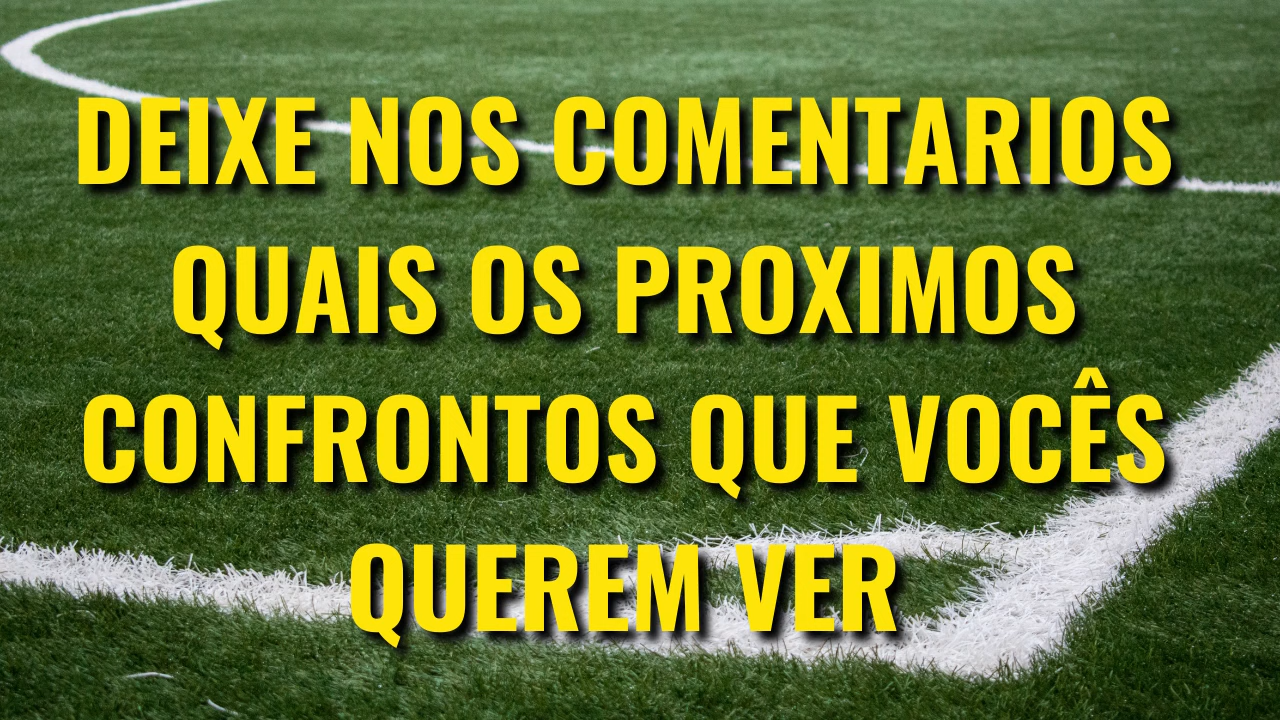 DEIXE NOS COMENTARIOS
QUAIS OS PROXIMOS
CONFRONTOS QUE VOCÊS
QUEREM VER